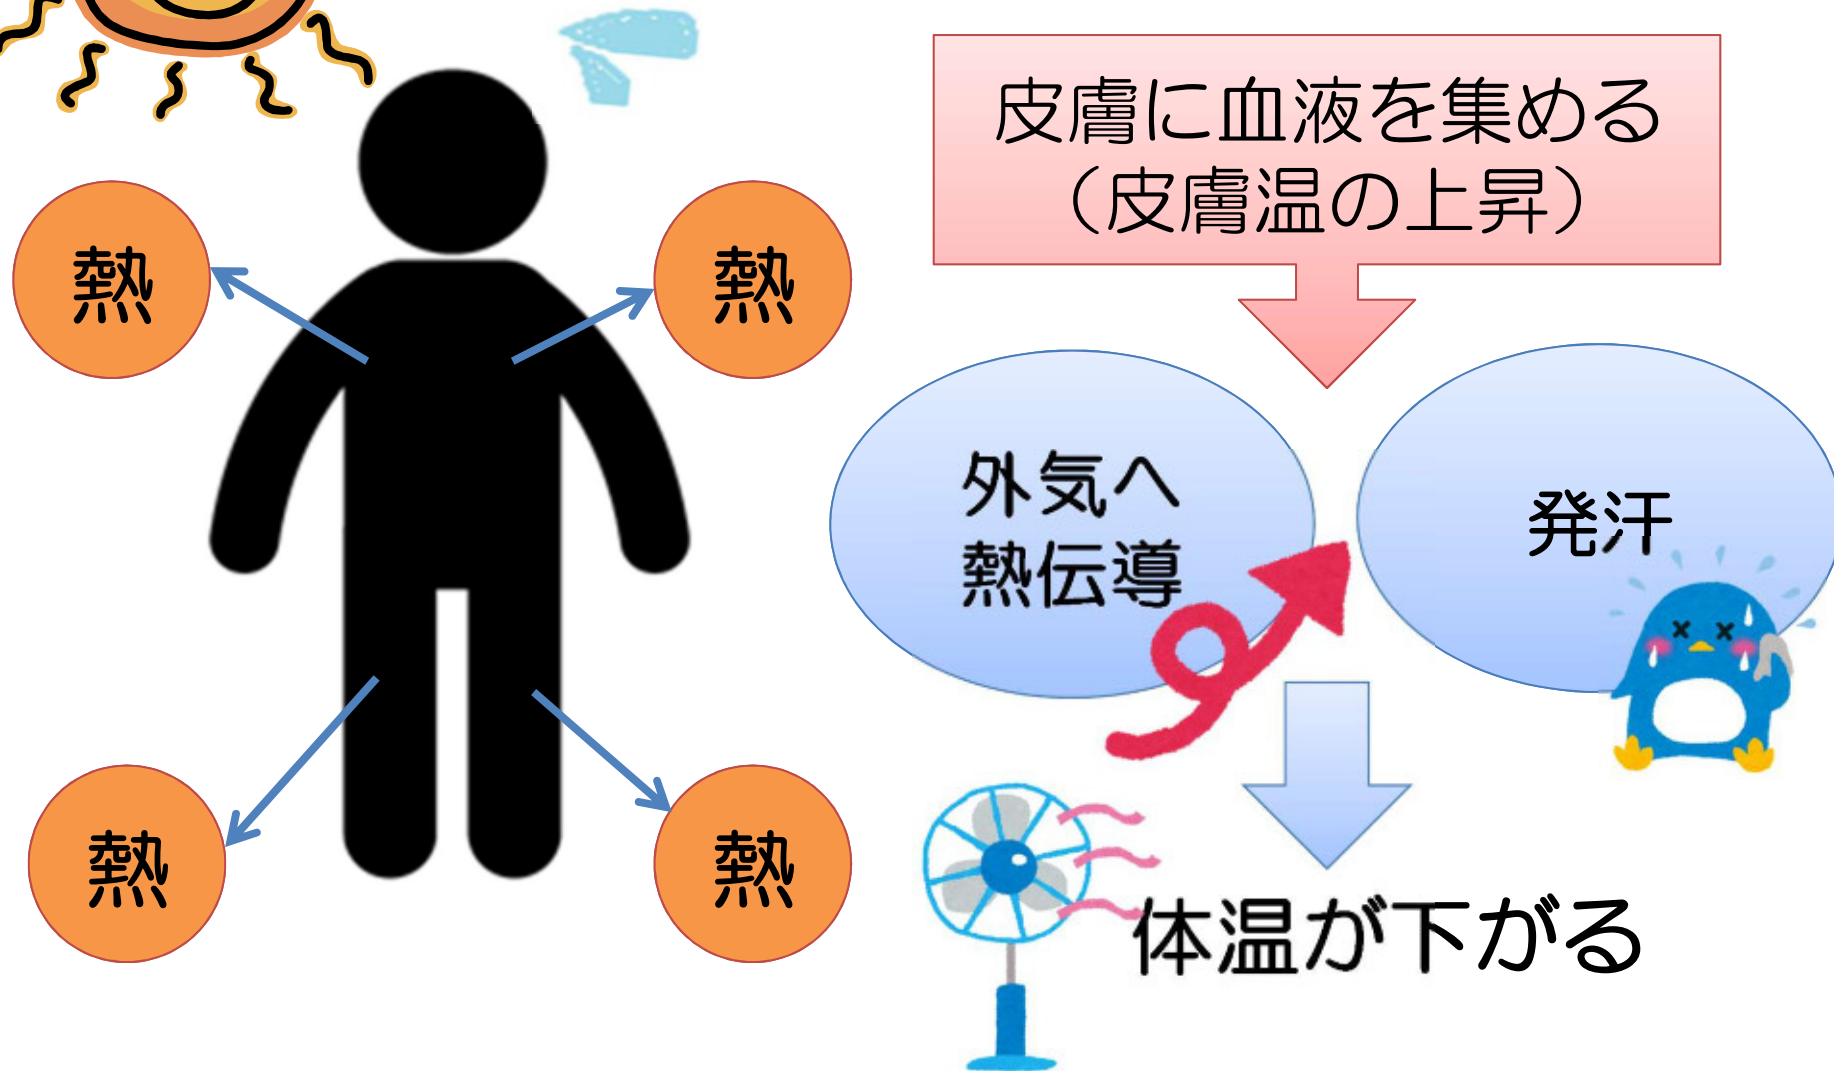 熱
熱
熱
熱
皮膚に血液を集める
（皮膚温の上昇）
外気へ
熱伝導
発汗
体温が下がる